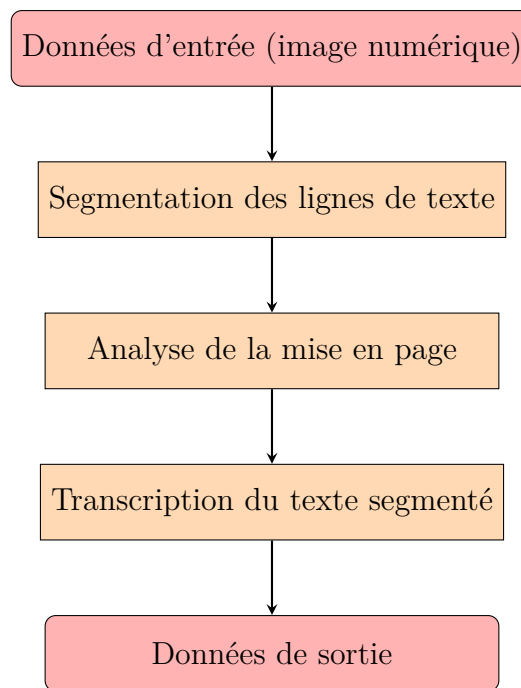 Données d'entrée (image numérique)
Segmentation des lignes de texte
Analyse de la mise en page
Transcription du texte segmenté
Données de sortie